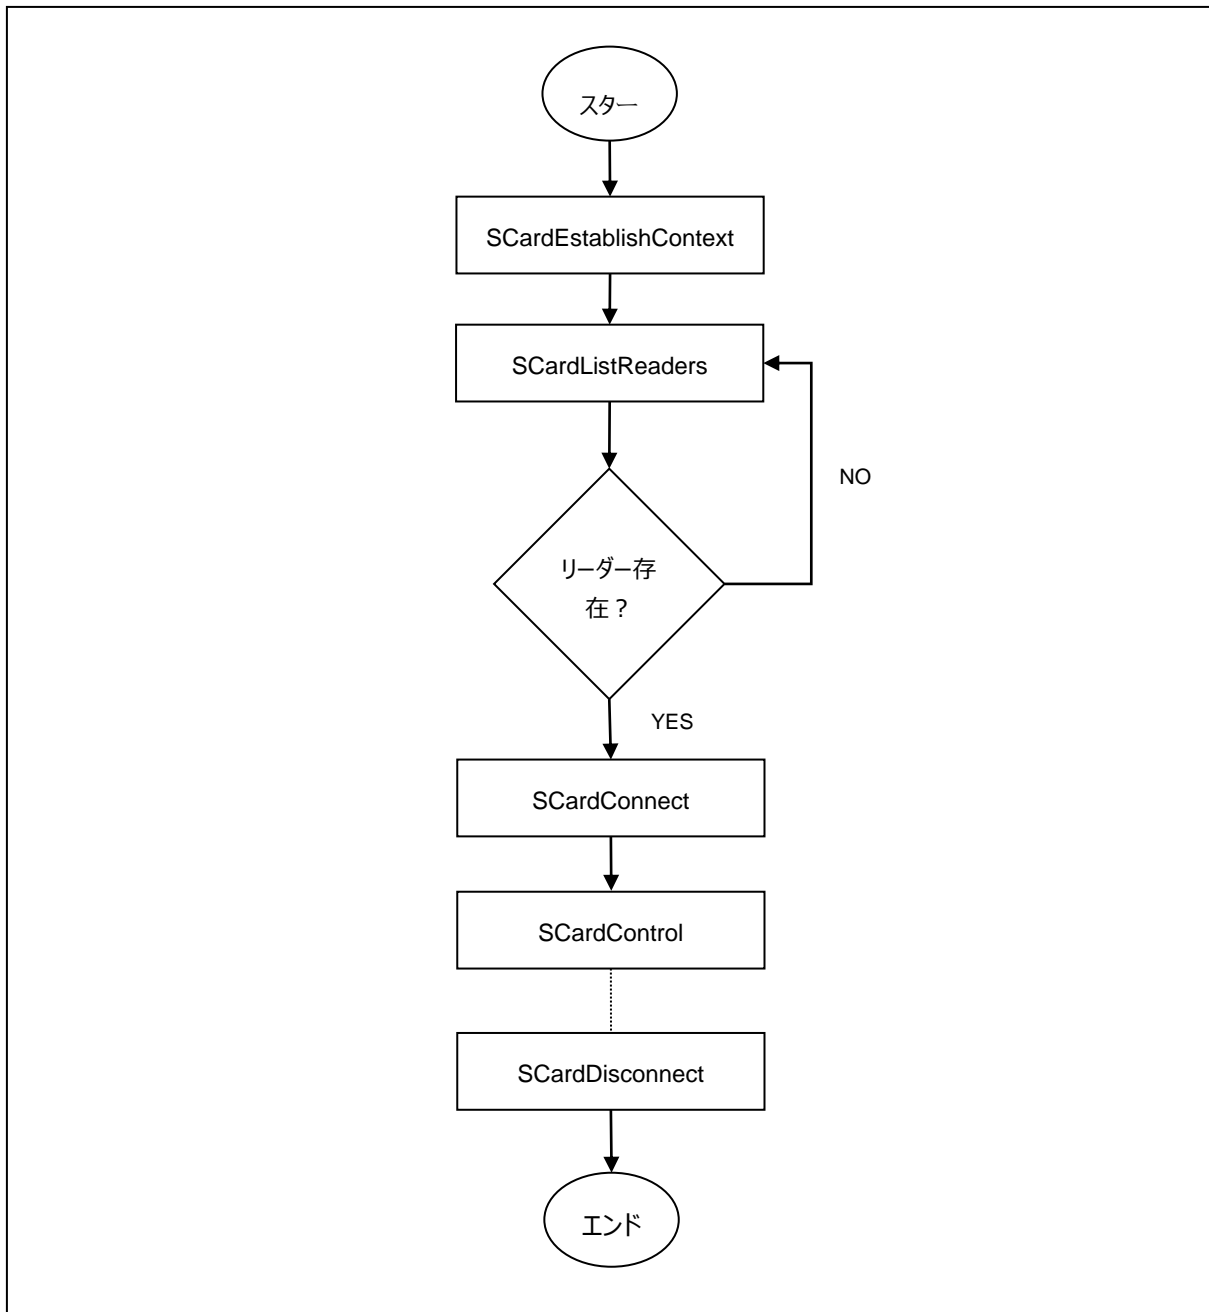 スター
SCardEstablishContext
SCardListReaders
NO
リーダー存
在？
YES
SCardConnect
SCardControl
SCardDisconnect
エンド